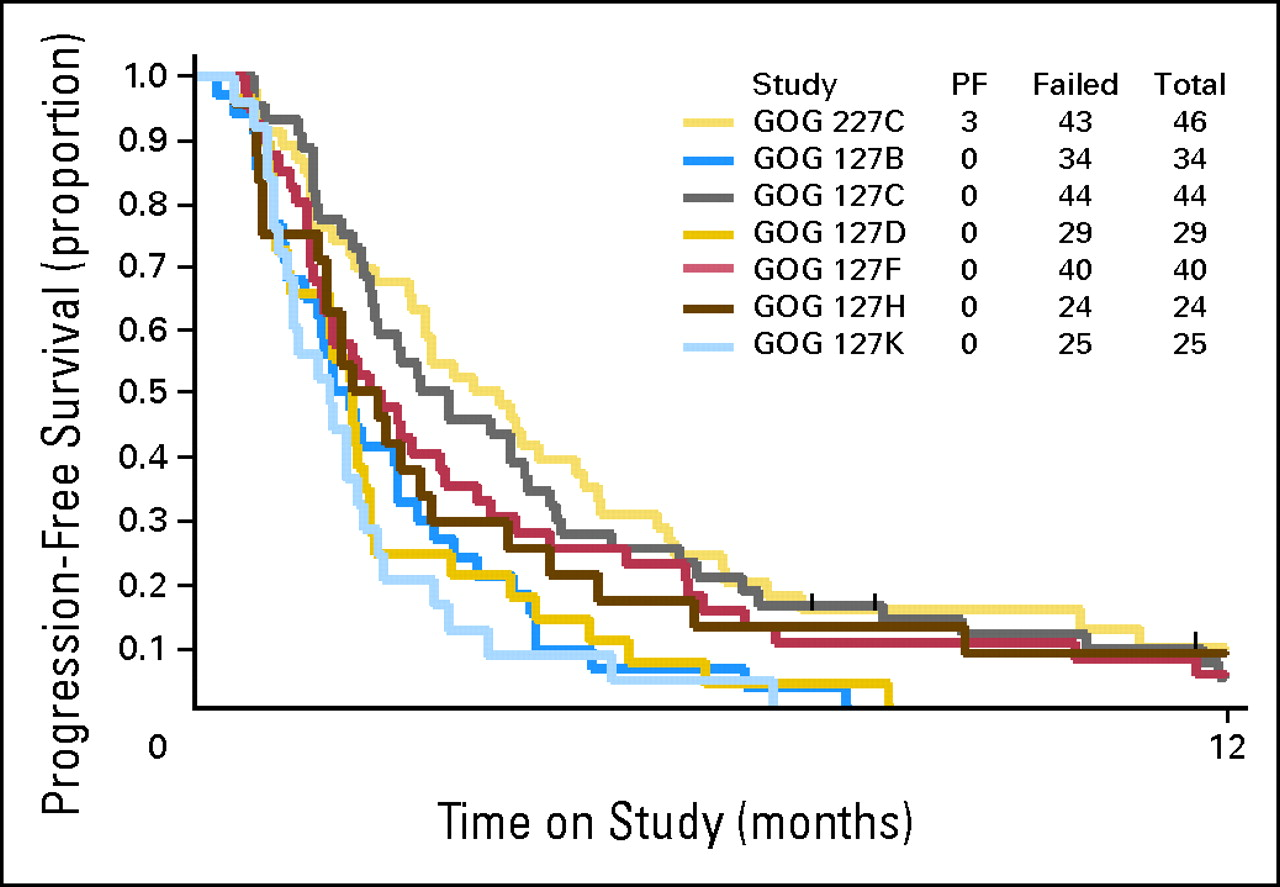 Progression-Free Survival (proportion)
1.0
0.9
0.8
0.7
0.6
0.5
0.4
0.3
0.2
0.1
0
12
Time on Study (months)
Study PF Failed Total
GOG 227C 3 43 46
GOG 127B 0 34 34
GOG 127C 0 44 44
GOG 127D 0 29 29
GOG 127F 0 40 40
GOG 127H 0 24 24
GOG 127K 0 25 25